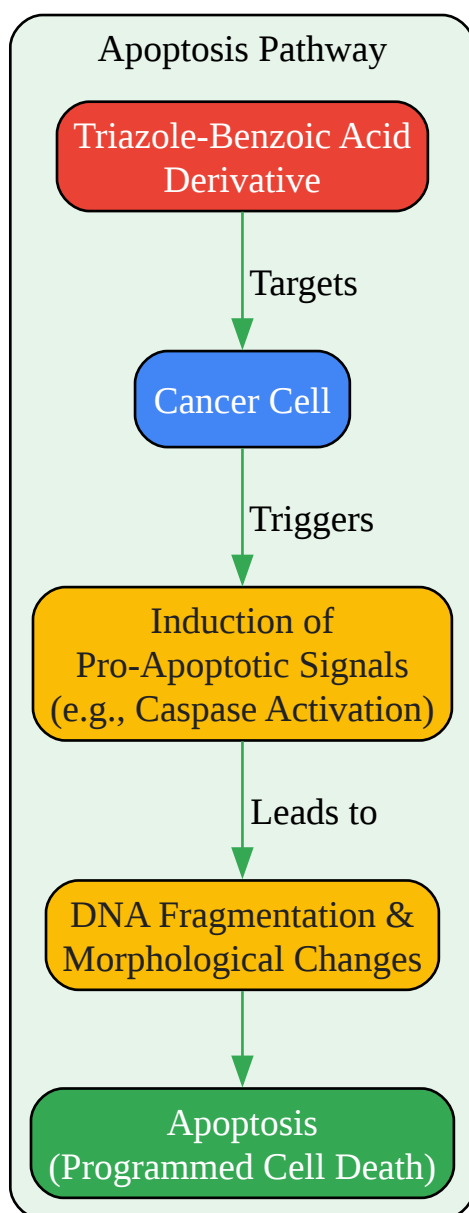 Apoptosis Pathway
Triazole-Benzoic Acid
Derivative
Targets
Cancer Cell
Triggers
Induction of
Pro-Apoptotic Signals
(e.g., Caspase Activation)
Leads to
DNA Fragmentation &
Morphological Changes
Apoptosis
(Programmed Cell Death)